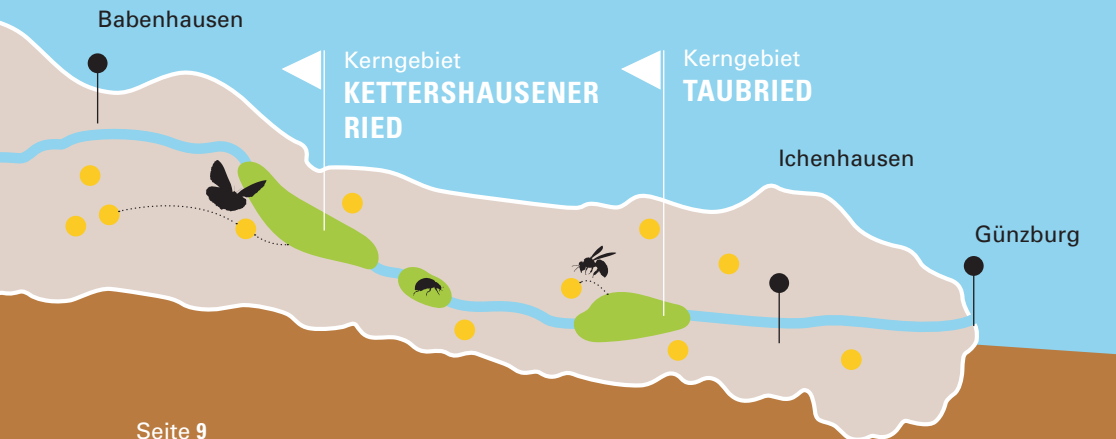 Babenhausen
Kerngebiet
KETTERSHAUSENER
RIED
Kerngebiet
TAUBRIED
Ichenhausen
Günzburg
Seite 9